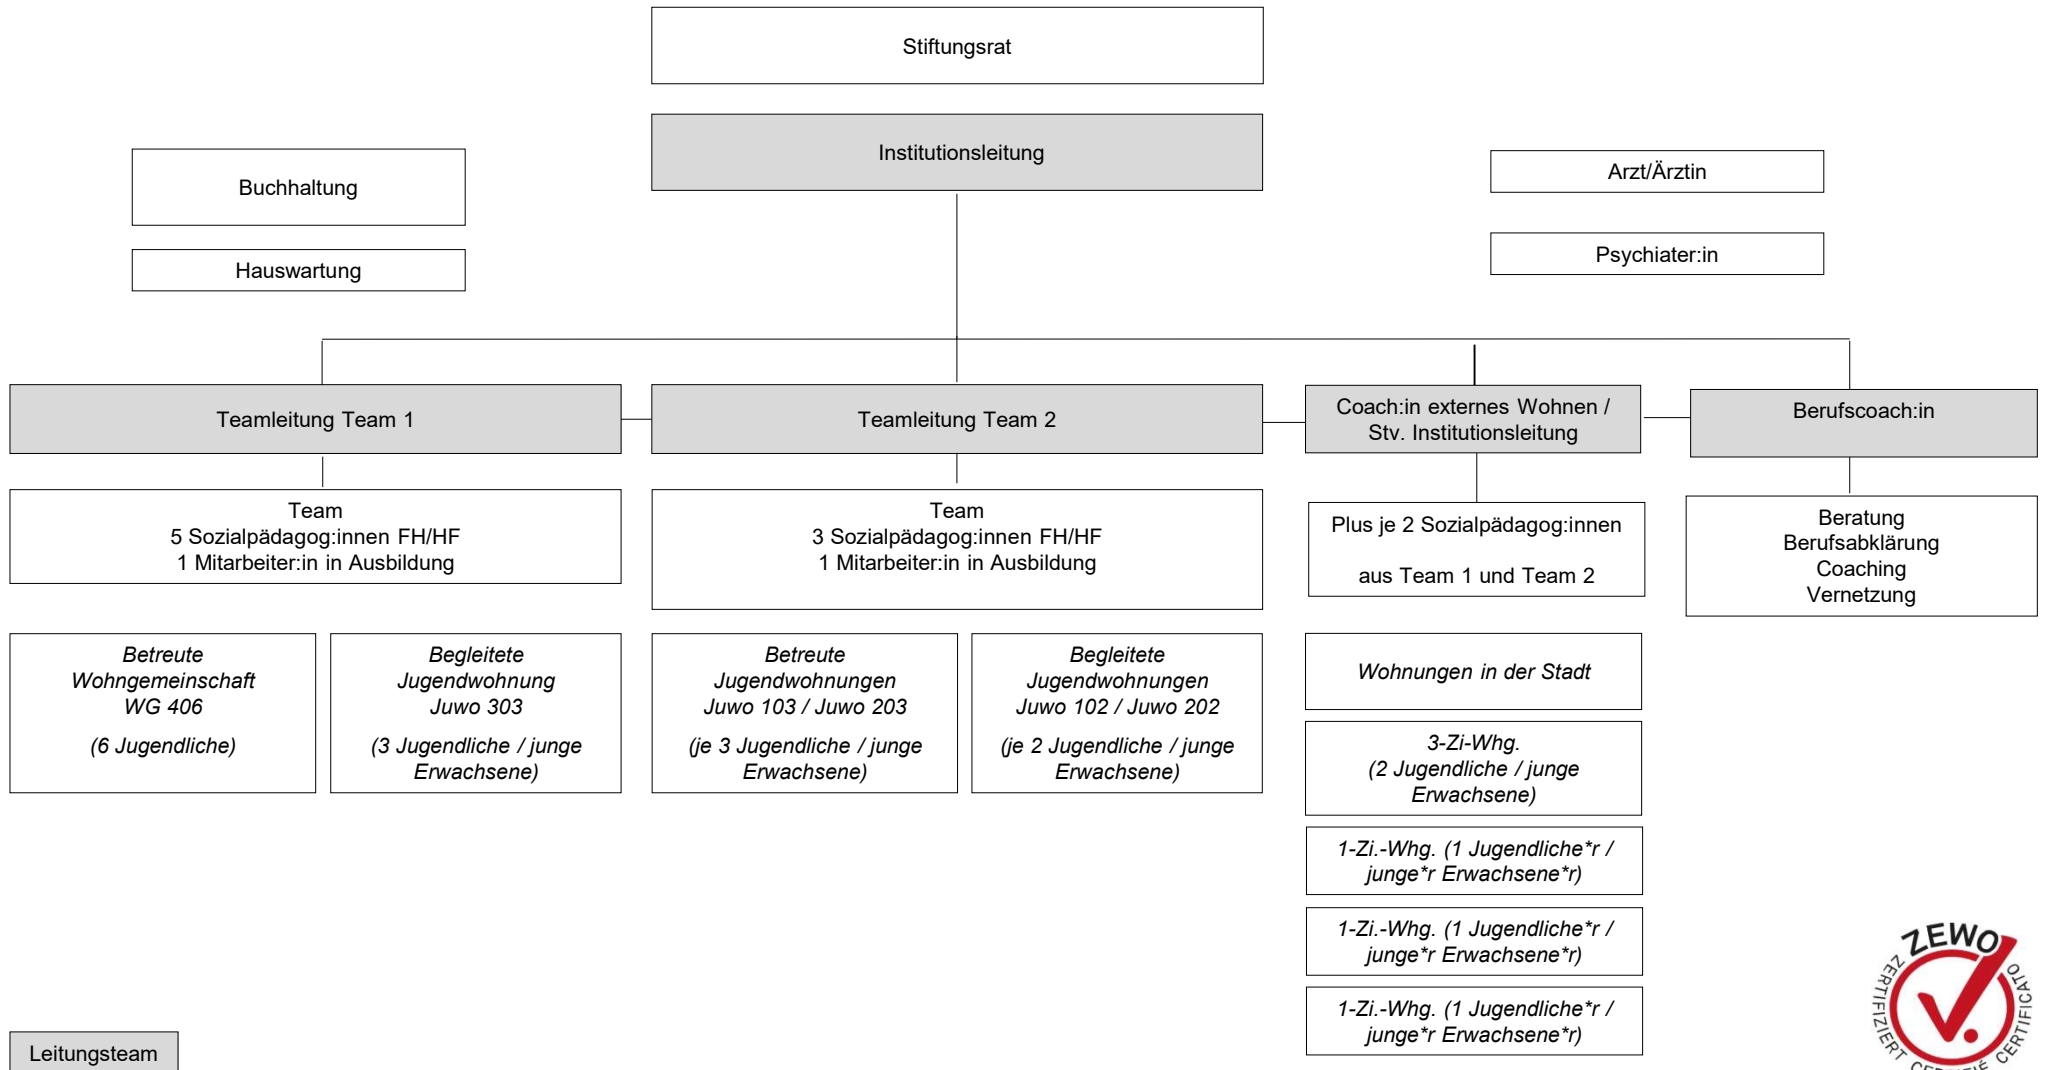 Stiftungsrat
Institutionsleitung
Buchhaltung
Hauswartung
Arzt/Ärztin
Psychiater:in
Teamleitung Team 1
Teamleitung Team 2
Coach:in externes Wohnen /
Stv. Institutionsleitung
Berufscoach:in
Team
5 Sozialpädagog:innen FH/HF
1 Mitarbeiter:in in Ausbildung
Team
3 Sozialpädagog:innen FH/HF
1 Mitarbeiter:in in Ausbildung
Plus je 2 Sozialpädagog:innen
aus Team 1 und Team 2
Beratung
Berufsabklärung
Coaching
Vernetzung
Betreute
Wohngemeinschaft
WG 406
(6 Jugendliche)
Begleitete
Jugendwohnung
Juwo 303
(3 Jugendliche / junge
Erwachsene)
Betreute
Jugendwohnungen
Juwo 103 / Juwo 203
(je 3 Jugendliche / junge
Erwachsene)
Begleitete
Jugendwohnungen
Juwo 102 / Juwo 202
(je 2 Jugendliche / junge
Erwachsene)
Wohnungen in der Stadt
3-Zi-Whg.
(2 Jugendliche / junge
Erwachsene)
1-Zi.-Whg. (1 Jugendliche*r /
junge*r Erwachsene*r)
1-Zi.-Whg. (1 Jugendliche*r /
junge*r Erwachsene*r)
1-Zi.-Whg. (1 Jugendliche*r /
junge*r Erwachsene*r)
Leitungsteam
ZEWO
ZERTIFIZIERT CERTIFIÉ CERTIFICATO